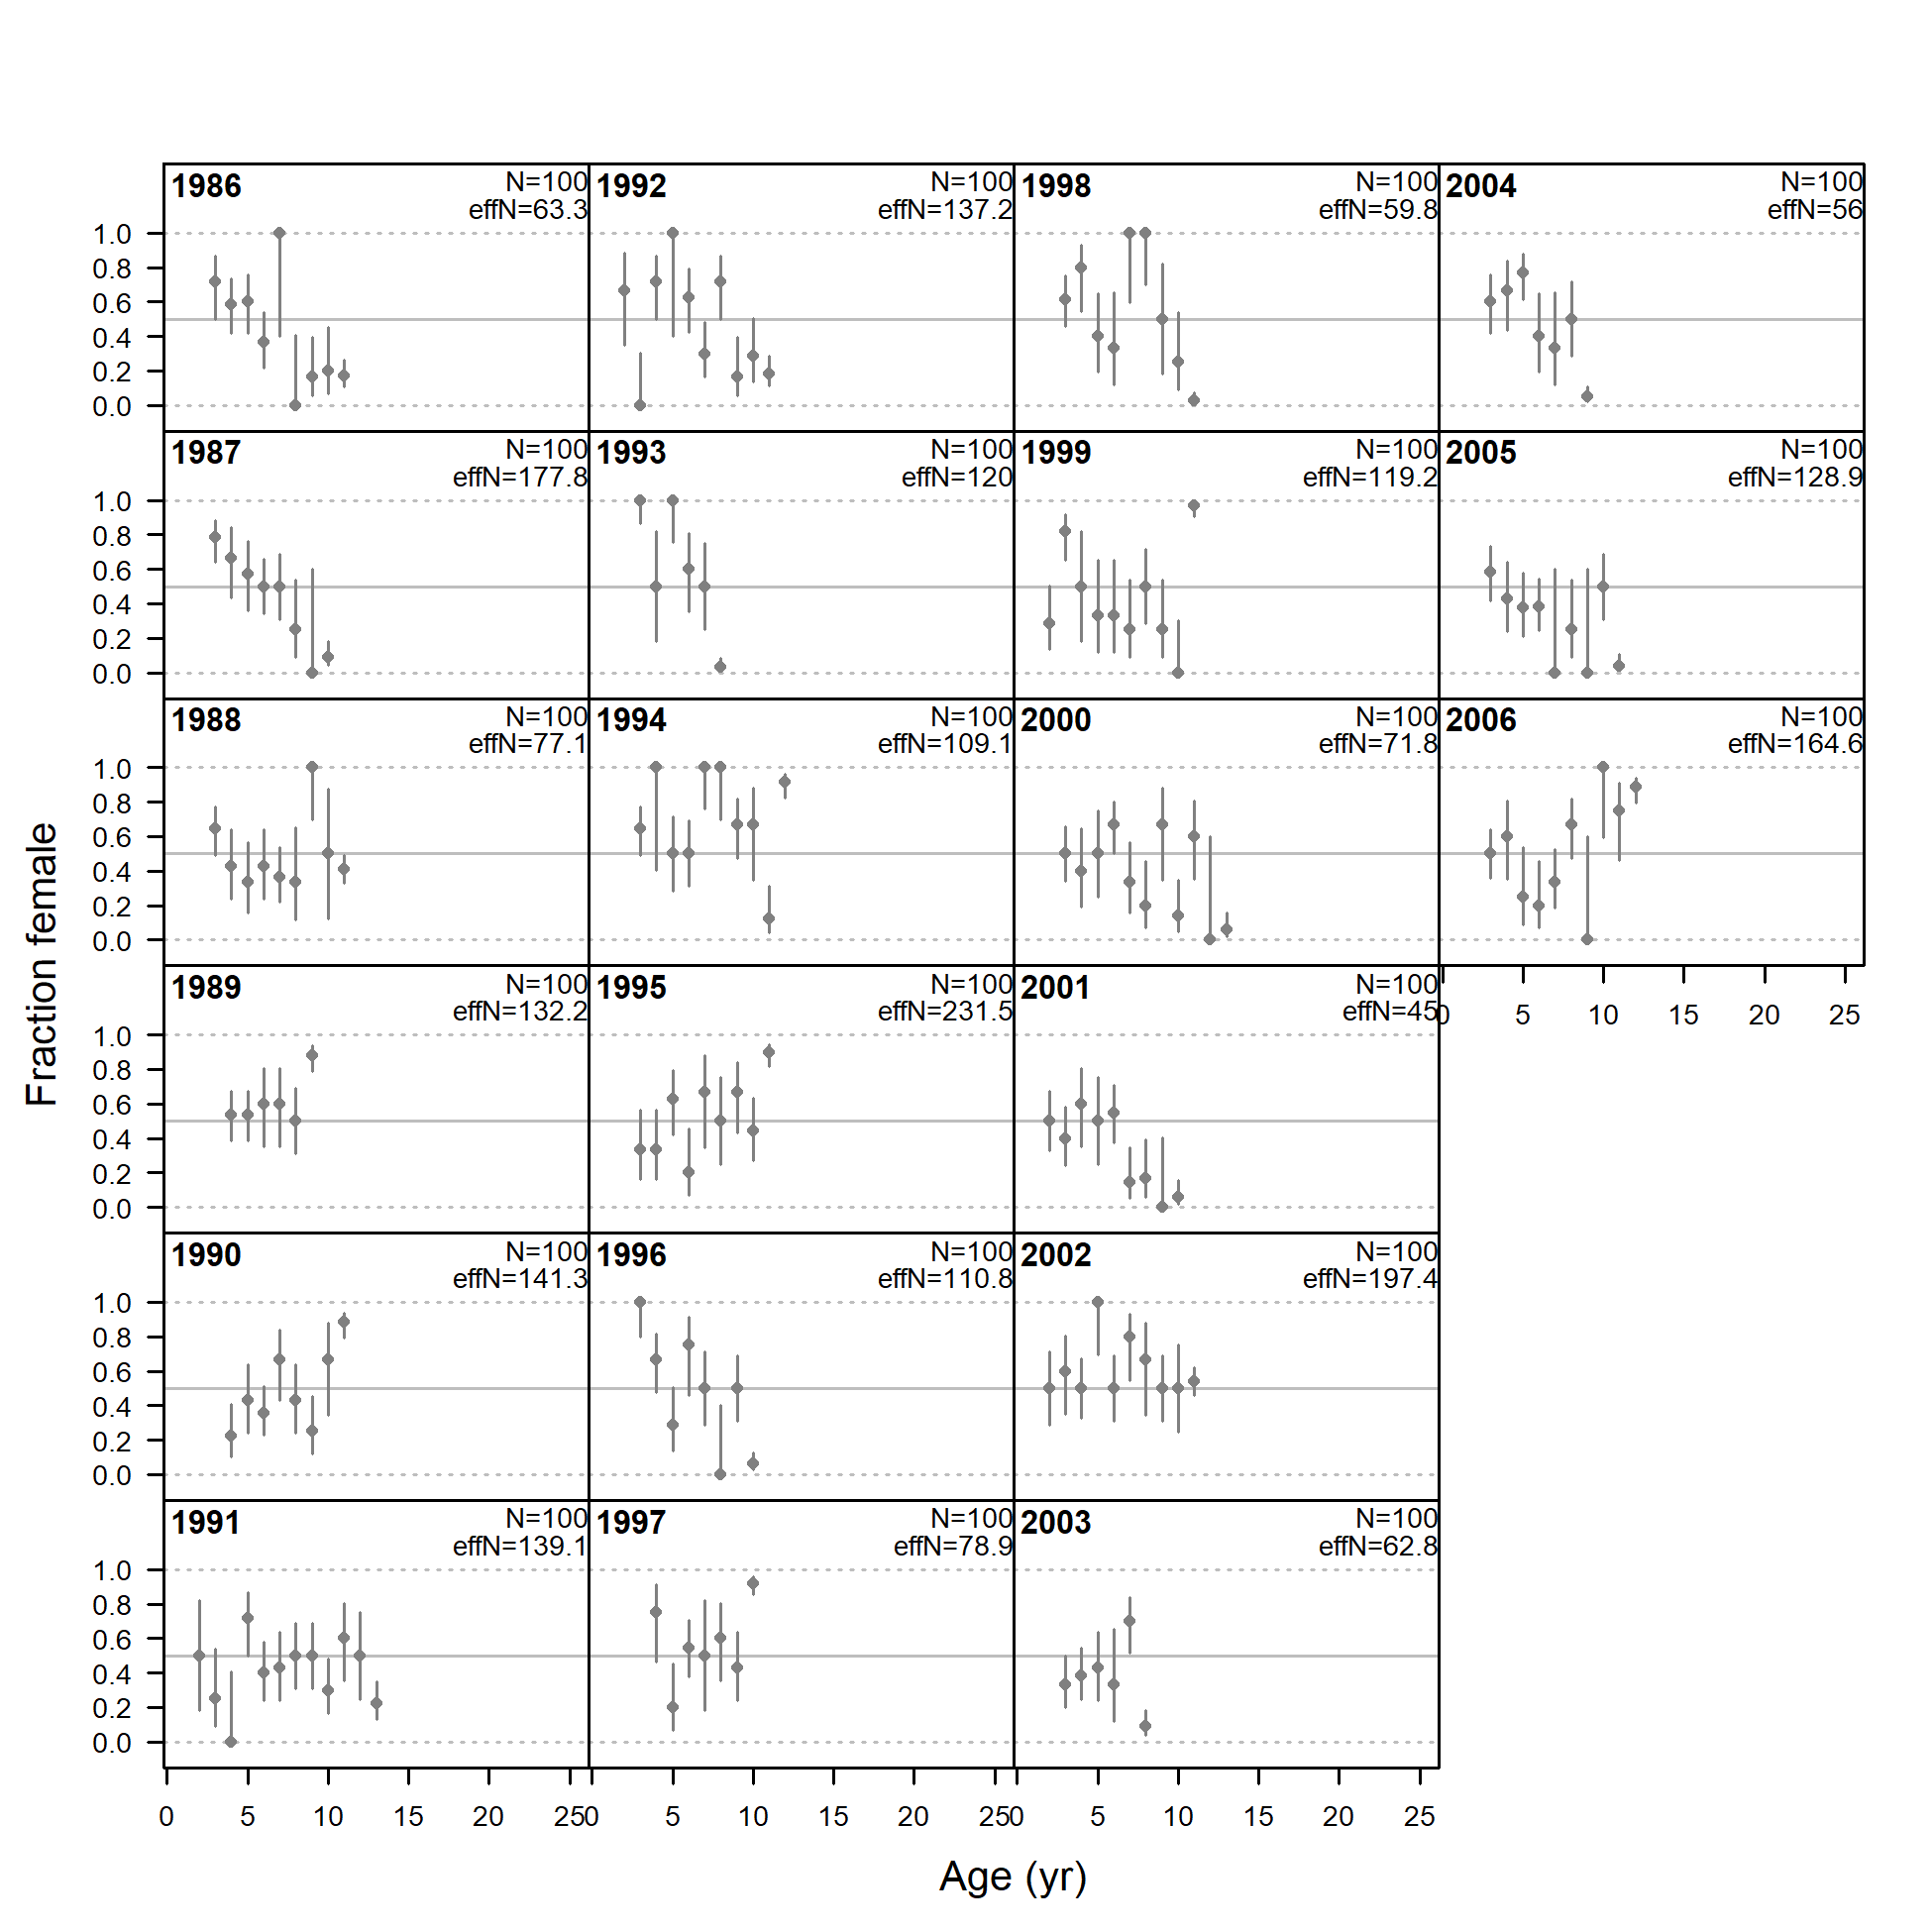 1986 N=100 1992 N=100 1998 N=100 2004 N=100
effN=63.3 effN=137.2 effN=59.8 effN=56
1.0
0.8
0.6
0.4
0.2
0.0
1987 N=100 1993 N=100 1999 N=100 2005 N=100
effN=177.8 effN=120 effN=119.2 effN=128.9
1.0
0.8
0.6
0.4
0.2
0.0
1988 N=100 1994 N=100 2000 N=100 2006 N=100
effN=77.1 effN=109.1 effN=71.8 effN=164.6
1.0
0.8
0.6
0.4
0.2
0.0
1989 N=100 1995 N=100 2001 N=100
effN=132.2 effN=231.5 effN=45
0 5 10 15 20 25
1.0
0.8
0.6
0.4
0.2
0.0
1990 N=100 1996 N=100 2002 N=100
effN=141.3 effN=110.8 effN=197.4
1.0
0.8
0.6
0.4
0.2
0.0
1991 N=100 1997 N=100 2003 N=100
effN=139.1 effN=78.9 effN=62.8
1.0
0.8
0.6
0.4
0.2
0.0
0 5 10 15 20 25 0 5 10 15 20 25 0 5 10 15 20 25
Age (yr)
Fraction female